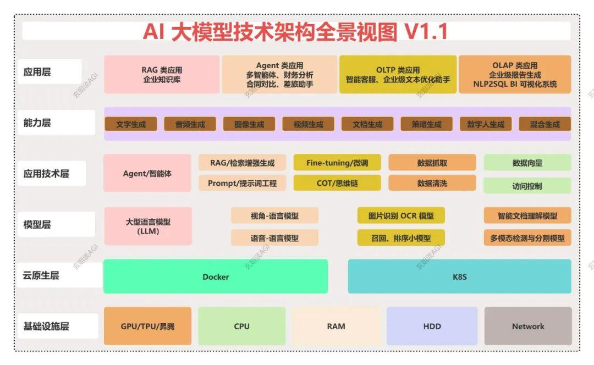 AI 大模型技术架构全景视图 V1.1
应用层
RAG 类应用
企业知识库
Agent 类应用
多智能体、财务分析
合同对比、差旅助手
OLTP 类应用
智能客服、企业级文本优化助手
OLAP 类应用
企业级报告生成
NLP2SQL BI 可视化系统
能力层
文字生成
音频生成
图像生成
视频生成
文档生成
策略生成
数字人生成
混合生成
应用技术层
Agent/智能体
RAG/检索增强生成
Fine-tuning/微调
数据抓取
数据向量
Prompt/提示词工程
COT/思维链
数据清洗
访问控制
模型层
大型语言模型
(LLM)
视角-语言模型
图片识别 OCR 模型
智能文档理解模型
语音-语言模型
召回、排序小模型
多模态检测与分割模型
云原生层
Docker
K8S
基础设施层
GPU/TPU/昇腾
CPU
RAM
HDD
Network